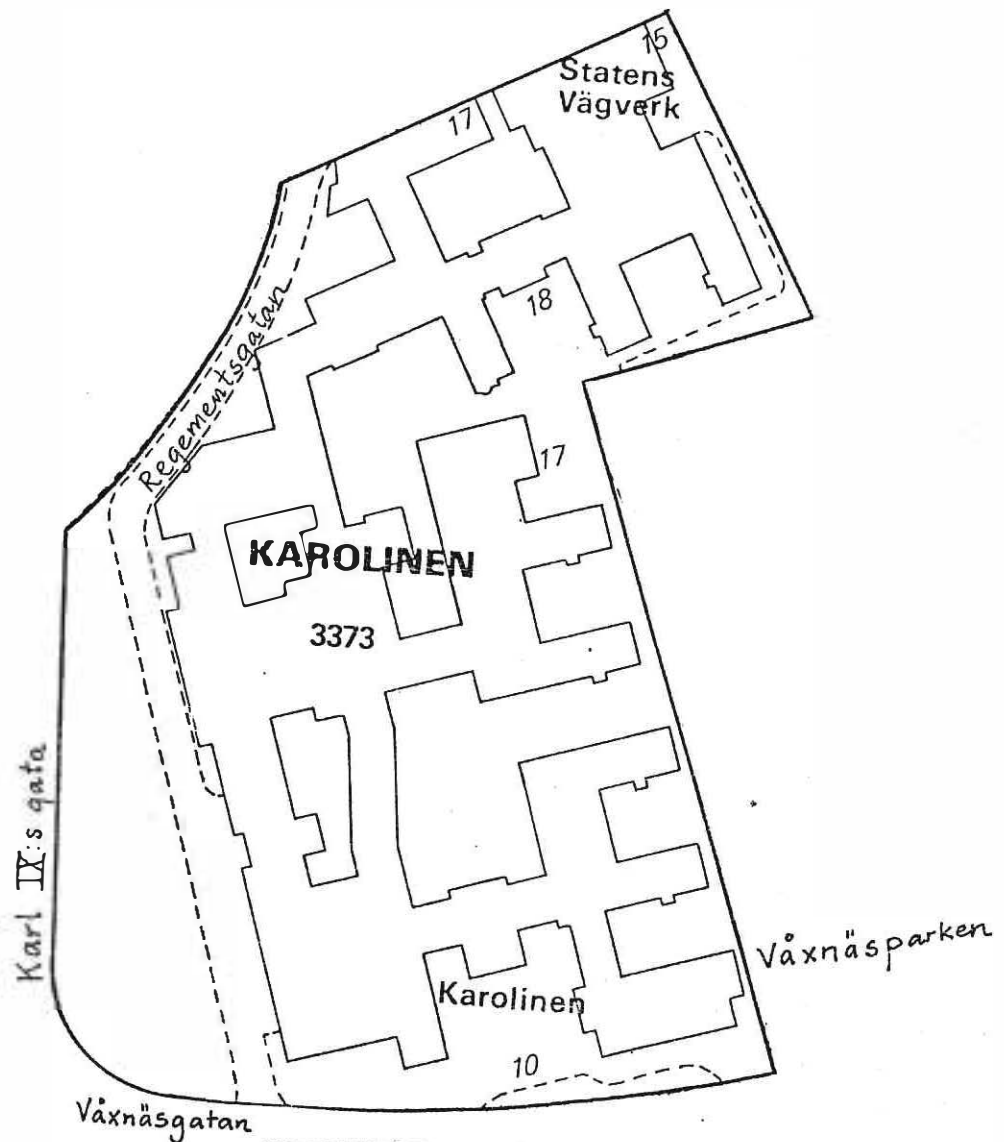 15
Statens
Vägverk
17
18
Regementsgatan
17
KAROLINEN
3373
Karl IX:s gata
Våxnäsparken
Karolinen
10
Våxnäsgatan